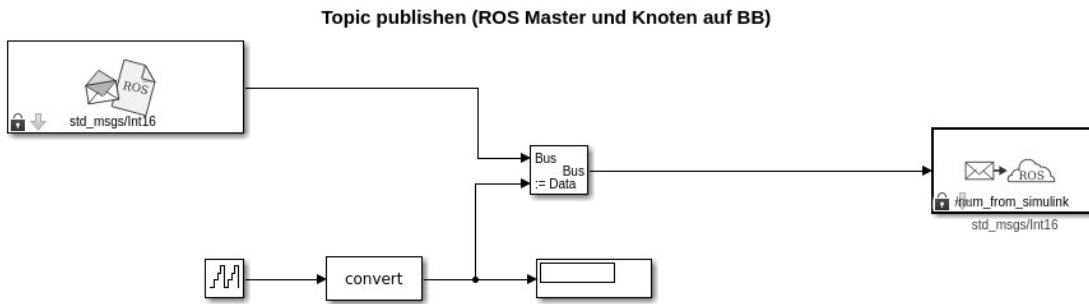 Topic publishen (ROS Master und Knoten auf BB)
ROS
std_msgs/Int16
Bus
Bus
:= Data
ROS
/num_from_simulink
std_msgs/Int16
convert